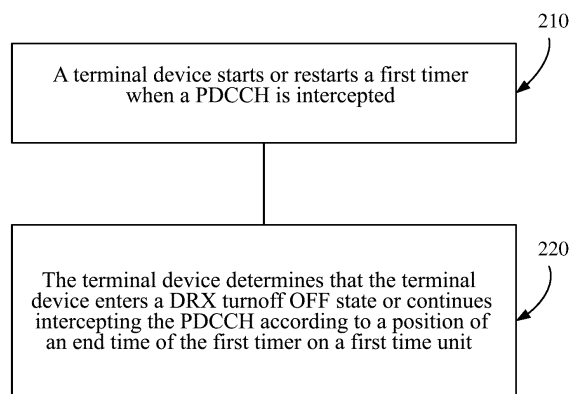 210
A terminal device starts or restarts a first timer
when a PDCCH is intercepted
220
The terminal device determines that the terminal
device enters a DRX turnoff OFF state or continues
intercepting the PDCCH according to a position of
an end time of the first timer on a first time unit